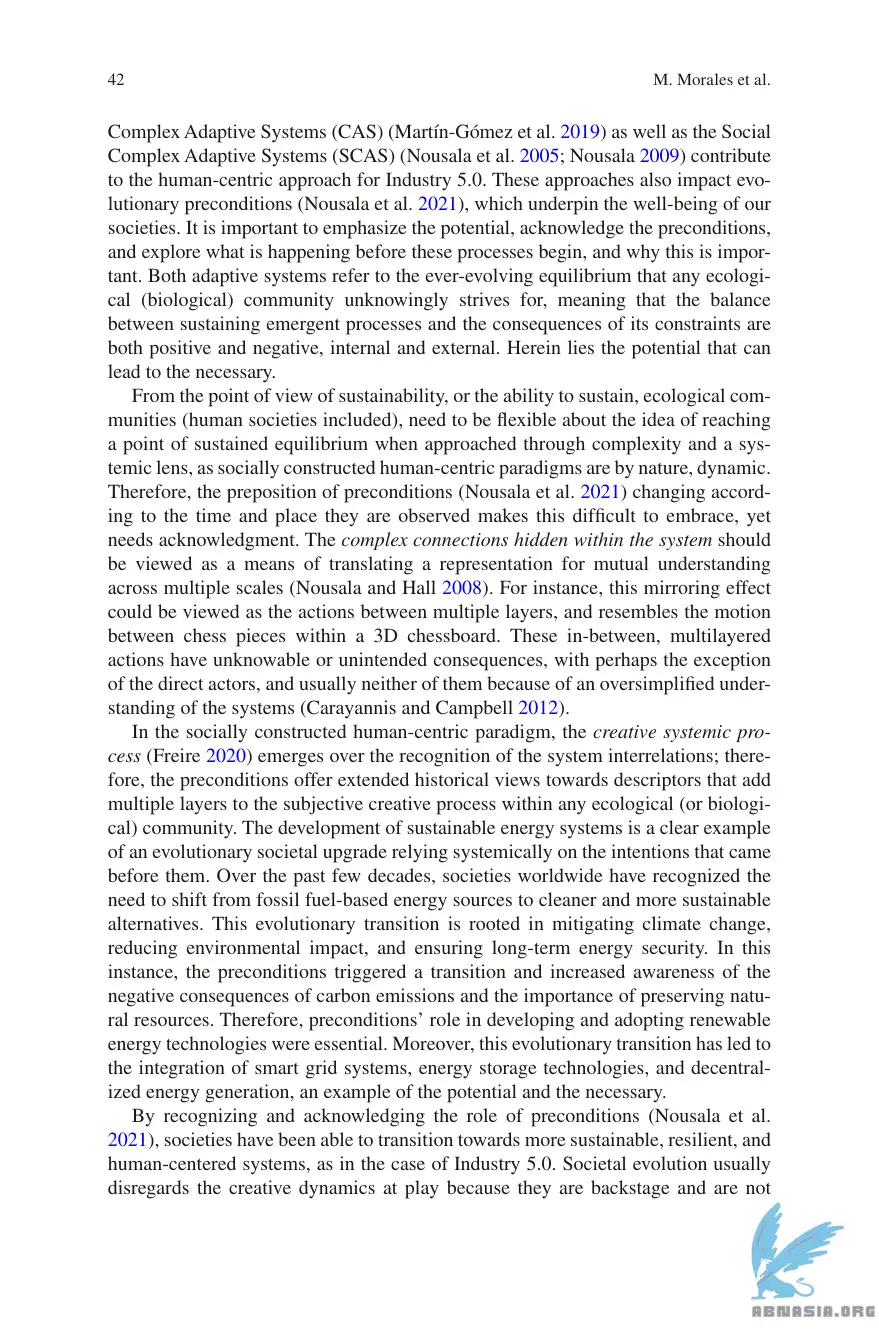 42
M. Morales et al.
Complex Adaptive Systems (CAS) (Martín-Gómez et al. 2019) as well as the Social
Complex Adaptive Systems (SCAS) (Nousala et al. 2005; Nousala 2009) contribute
to the human-centric approach for Industry 5.0. These approaches also impact evo-
lutionary preconditions (Nousala et al. 2021), which underpin the well-being of our
societies. It is important to emphasize the potential, acknowledge the preconditions,
and explore what is happening before these processes begin, and why this is impor-
tant. Both adaptive systems refer to the ever-evolving equilibrium that any ecologi-
cal (biological) community unknowingly strives for, meaning that the balance
between sustaining emergent processes and the consequences of its constraints are
both positive and negative, internal and external. Herein lies the potential that can
lead to the necessary.
From the point of view of sustainability, or the ability to sustain, ecological com-
munities (human societies included), need to be flexible about the idea of reaching
a point of sustained equilibrium when approached through complexity and a sys-
temic lens, as socially constructed human-centric paradigms are by nature, dynamic.
Therefore, the preposition of preconditions (Nousala et al. 2021) changing accord-
ing to the time and place they are observed makes this difficult to embrace, yet
needs acknowledgment. The complex connections hidden within the system should
be viewed as a means of translating a representation for mutual understanding
across multiple scales (Nousala and Hall 2008). For instance, this mirroring effect
could be viewed as the actions between multiple layers, and resembles the motion
between chess pieces within a 3D chessboard. These in-between, multilayered
actions have unknowable or unintended consequences, with perhaps the exception
of the direct actors, and usually neither of them because of an oversimplified under-
standing of the systems (Carayannis and Campbell 2012).
In the socially constructed human-centric paradigm, the creative systemic pro-
cess (Freire 2020) emerges over the recognition of the system interrelations; there-
fore, the preconditions offer extended historical views towards descriptors that add
multiple layers to the subjective creative process within any ecological (or biologi-
cal) community. The development of sustainable energy systems is a clear example
of an evolutionary societal upgrade relying systemically on the intentions that came
before them. Over the past few decades, societies worldwide have recognized the
need to shift from fossil fuel-based energy sources to cleaner and more sustainable
alternatives. This evolutionary transition is rooted in mitigating climate change,
reducing environmental impact, and ensuring long-term energy security. In this
instance, the preconditions triggered a transition and increased awareness of the
negative consequences of carbon emissions and the importance of preserving natu-
ral resources. Therefore, preconditions' role in developing and adopting renewable
energy technologies were essential. Moreover, this evolutionary transition has led to
the integration of smart grid systems, energy storage technologies, and decentral-
ized energy generation, an example of the potential and the necessary.
By recognizing and acknowledging the role of preconditions (Nousala et al.
2021), societies have been able to transition towards more sustainable, resilient, and
human-centered systems, as in the case of Industry 5.0. Societal evolution usually
disregards the creative dynamics at play because they are backstage and are not
ABNASIA.ORG